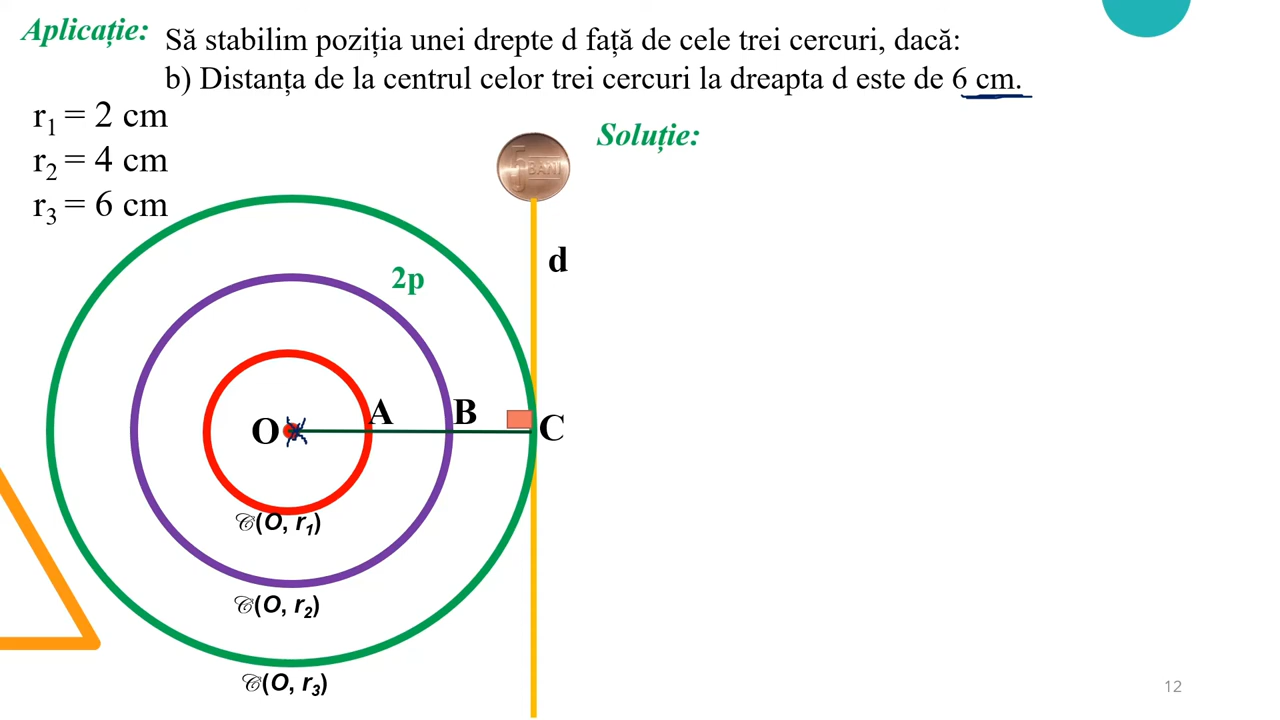 Aplicație:
Să stabilim poziția unei drepte d față de cele trei cercuri, dacă:
b) Distanța de la centrul celor trei cercuri la dreapta d este de 6 cm.
r₁ = 2 cm
r₂ = 4 cm
r₃ = 6 cm
Soluție:
5 BANI
d
2p
O
A
B
C
𝒞(O, r₁)
𝒞(O, r₂)
𝒞(O, r₃)
12